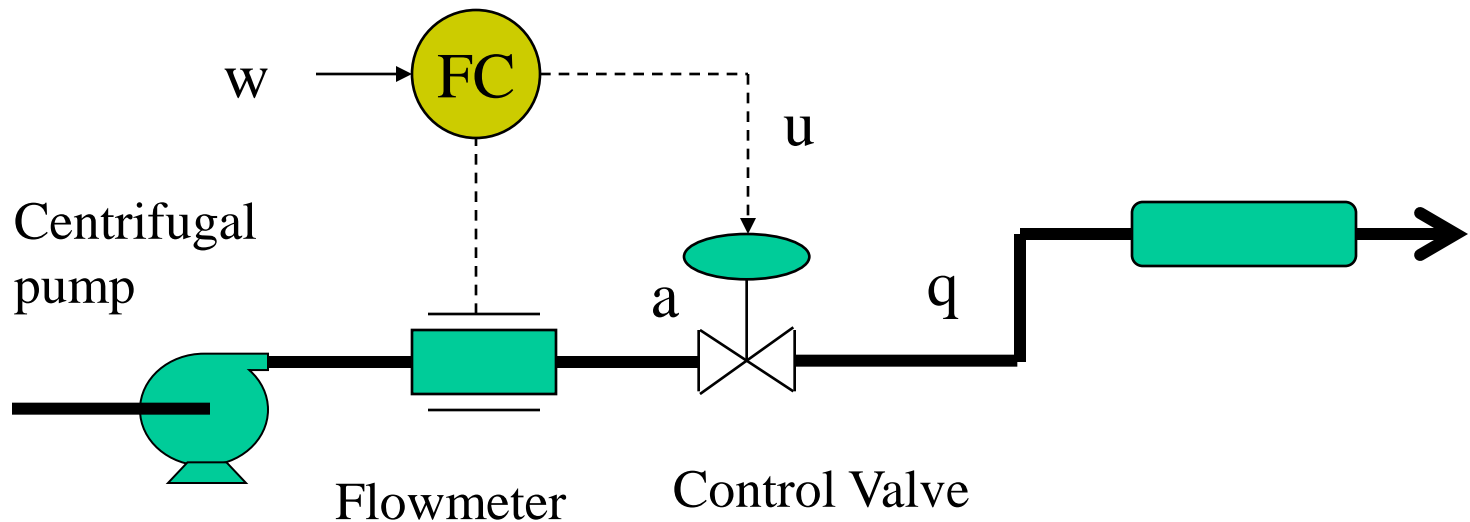 w
FC
u
Centrifugal
pump
a
q
Flowmeter
Control Valve